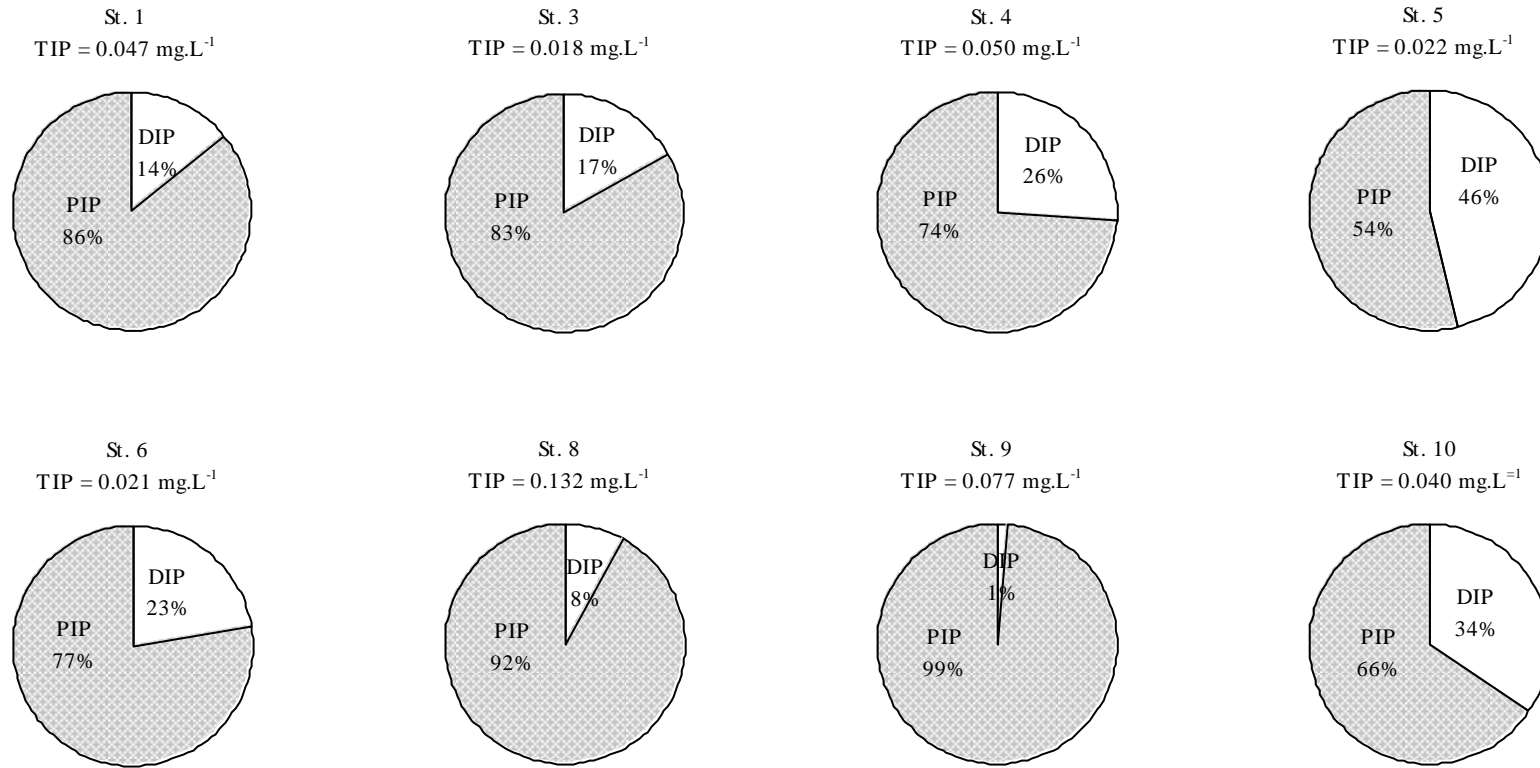 St. 1
TIP = 0.047 mg.L⁻¹
DIP
14%
PIP
86%
St. 3
TIP = 0.018 mg.L⁻¹
DIP
17%
PIP
83%
St. 4
TIP = 0.050 mg.L⁻¹
DIP
26%
PIP
74%
St. 5
TIP = 0.022 mg.L⁻¹
DIP
46%
PIP
54%
St. 6
TIP = 0.021 mg.L⁻¹
DIP
23%
PIP
77%
St. 8
TIP = 0.132 mg.L⁻¹
DIP
8%
PIP
92%
St. 9
TIP = 0.077 mg.L⁻¹
DIP
1%
PIP
99%
St. 10
TIP = 0.040 mg.L⁼¹
DIP
34%
PIP
66%